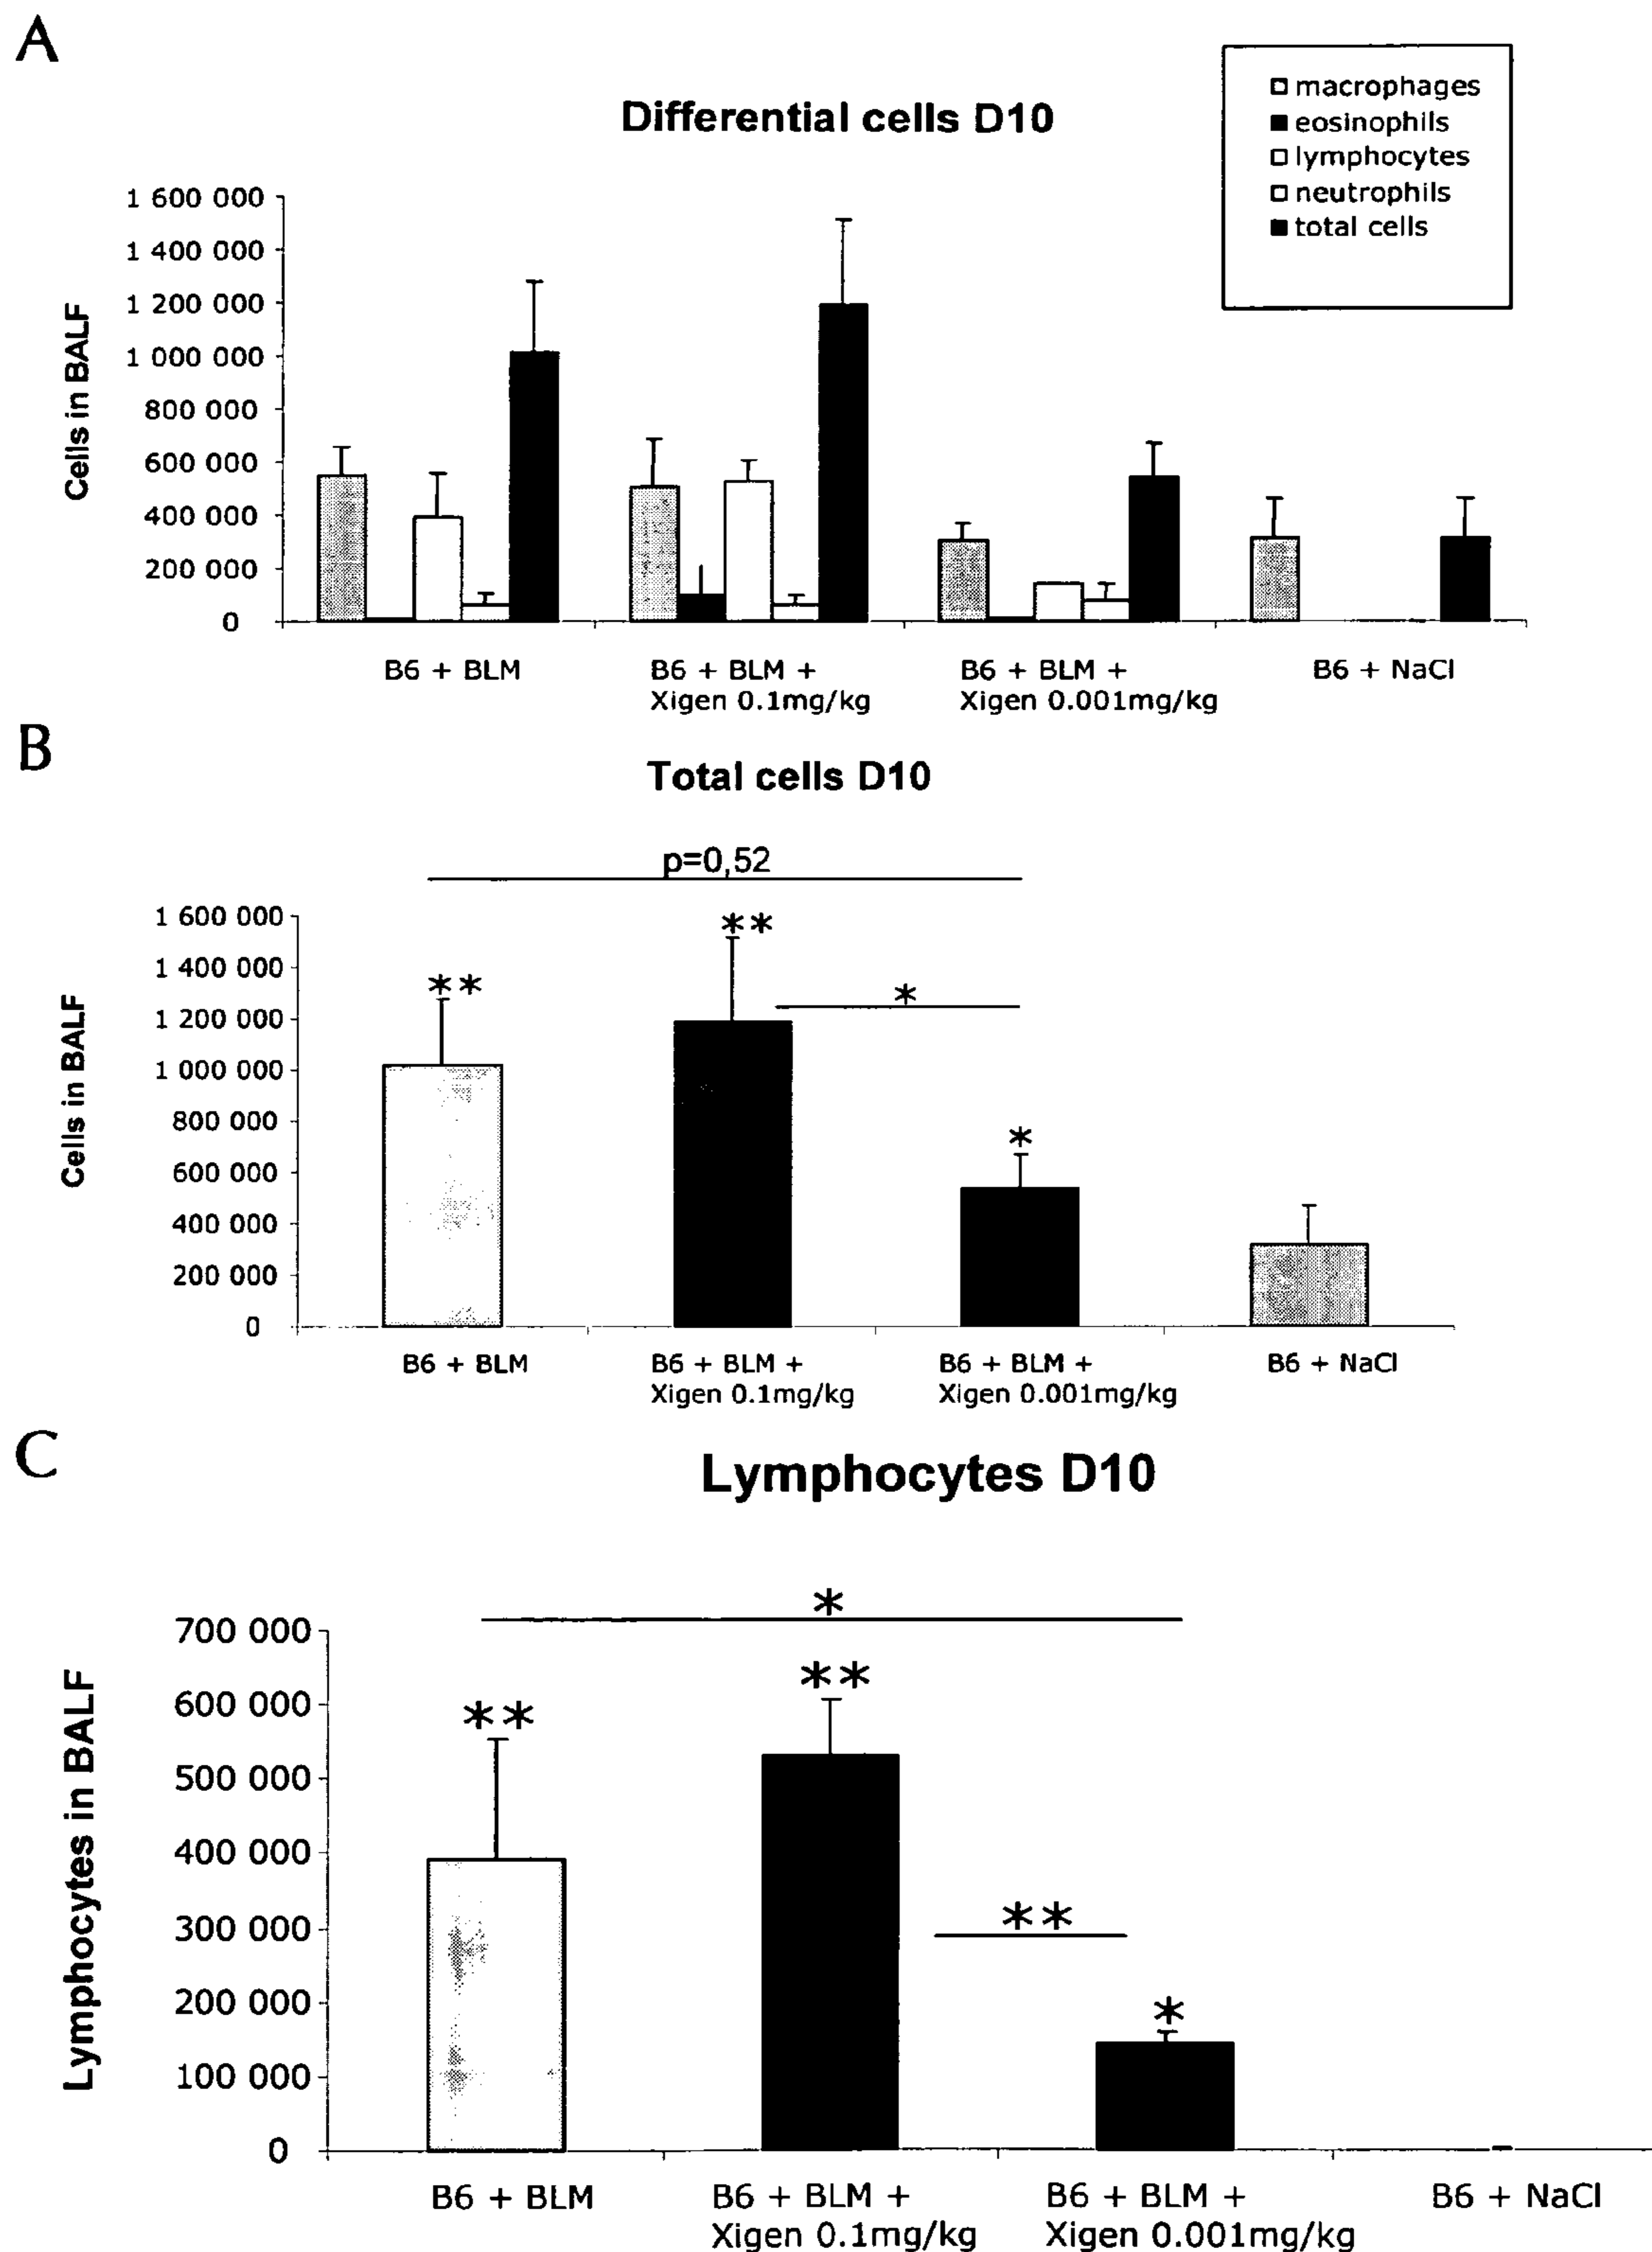 A
Differential cells D10
macrophages
eosinophils
lymphocytes
neutrophils
total cells
Cells in BALF
1 600 000
1 400 000
1 200 000
1 000 000
800 000
600 000
400 000
200 000
0
B6 + BLM
B6 + BLM +
Xigen 0.1mg/kg
B6 + BLM +
Xigen 0.001mg/kg
B6 + NaCl
B
Total cells D10
p=0,52
Cells in BALF
1 600 000
1 400 000
1 200 000
1 000 000
800 000
600 000
400 000
200 000
0
**
**
*
*
B6 + BLM
B6 + BLM +
Xigen 0.1mg/kg
B6 + BLM +
Xigen 0.001mg/kg
B6 + NaCl
C
Lymphocytes D10
Lymphocytes in BALF
700 000
600 000
500 000
400 000
300 000
200 000
100 000
0
*
**
**
**
*
B6 + BLM
B6 + BLM +
Xigen 0.1mg/kg
B6 + BLM +
Xigen 0.001mg/kg
B6 + NaCl